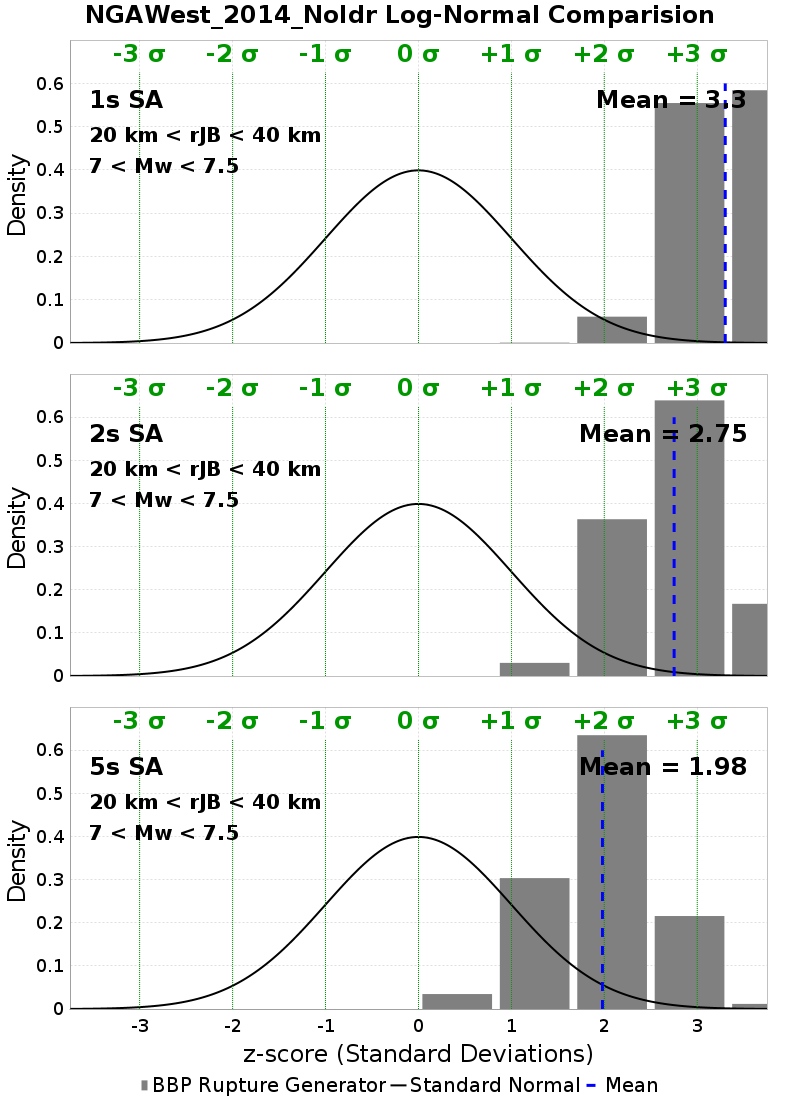 NGAWest_2014_NoIdr Log-Normal Comparision
-3 σ -2 σ -1 σ 0 σ +1 σ +2 σ +3 σ
0.6
1s SA Mean = 3.3
0.5
20 km < rJB < 40 km
7 < Mw < 7.5
0.4
0.3
0.2
0.1
0
Density
-3 σ -2 σ -1 σ 0 σ +1 σ +2 σ +3 σ
0.6
2s SA Mean = 2.75
0.5
20 km < rJB < 40 km
7 < Mw < 7.5
0.4
0.3
0.2
0.1
0
Density
-3 σ -2 σ -1 σ 0 σ +1 σ +2 σ +3 σ
0.6
5s SA Mean = 1.98
0.5
20 km < rJB < 40 km
7 < Mw < 7.5
0.4
0.3
0.2
0.1
0
Density
-3 -2 -1 0 1 2 3
z-score (Standard Deviations)
BBP Rupture Generator Standard Normal Mean